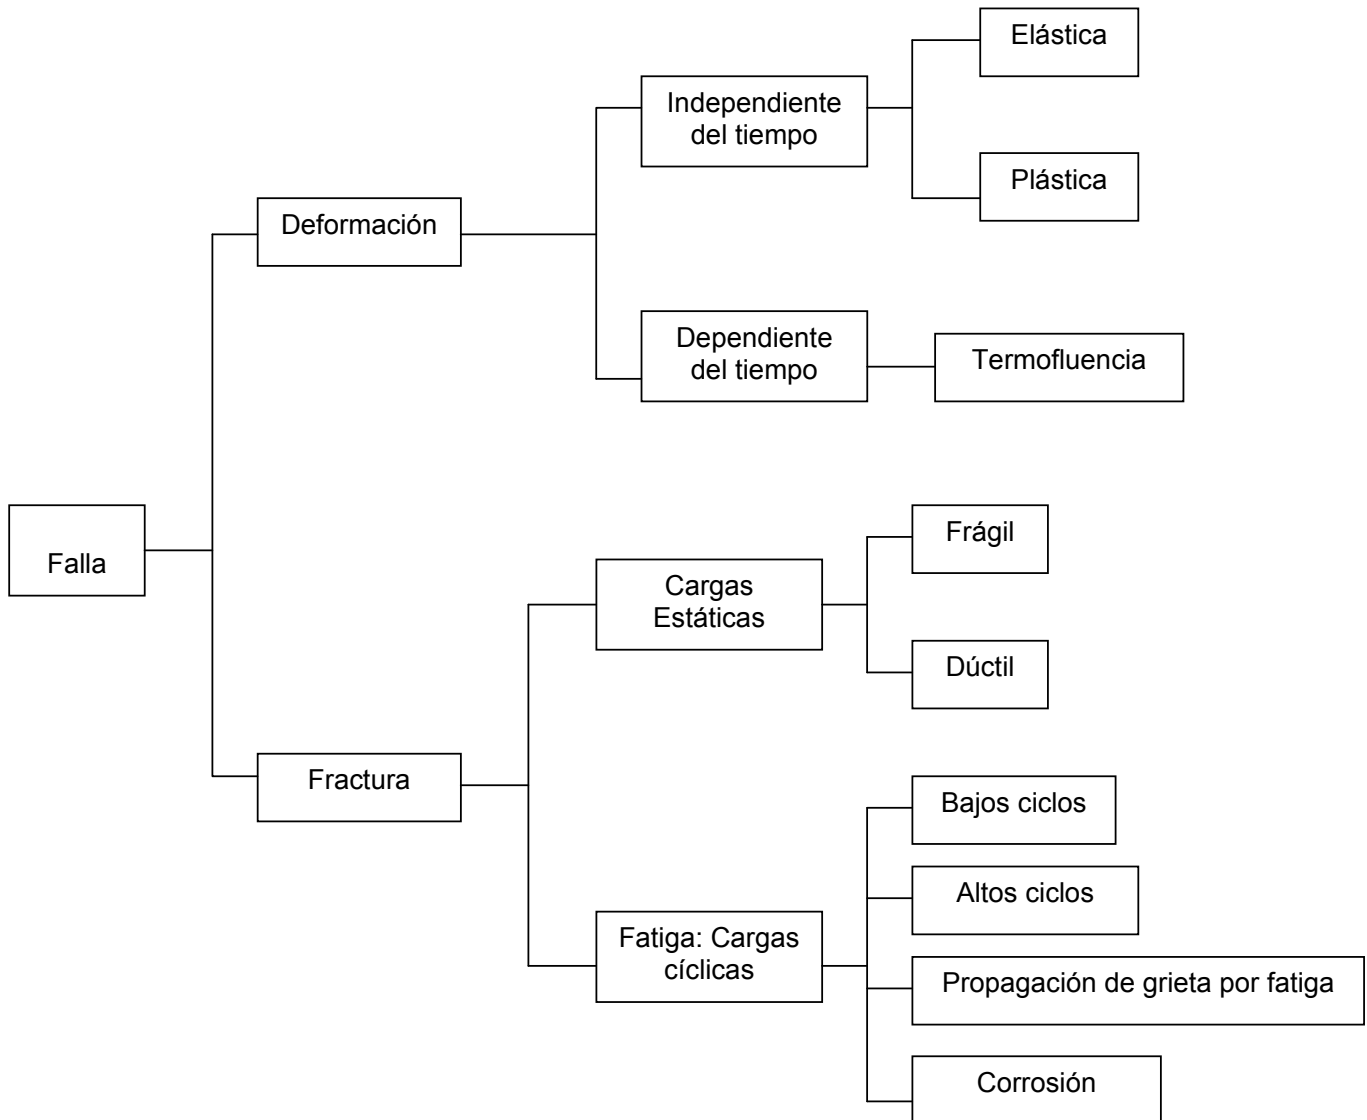 Elástica
Independiente
del tiempo
Plástica
Deformación
Dependiente
del tiempo
Termofluencia
Falla
Frágil
Cargas
Estáticas
Dúctil
Fractura
Bajos ciclos
Altos ciclos
Fatiga: Cargas
cíclicas
Propagación de grieta por fatiga
Corrosión